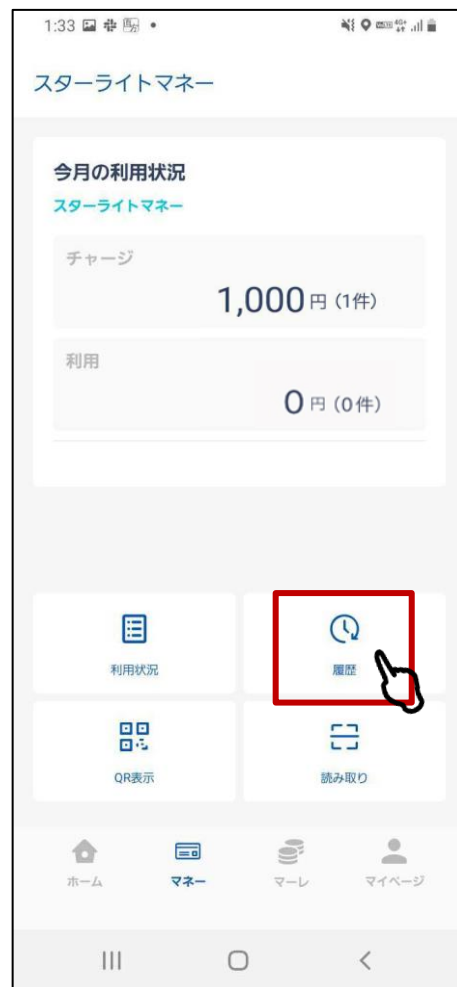 1:33
スターライトマネー
今月の利用状況
スターライトマネー
チャージ
1,000円（1件）
利用
0円（0件）
利用状況
履歴
QR表示
読み取り
ホーム
マネー
マーレ
マイページ